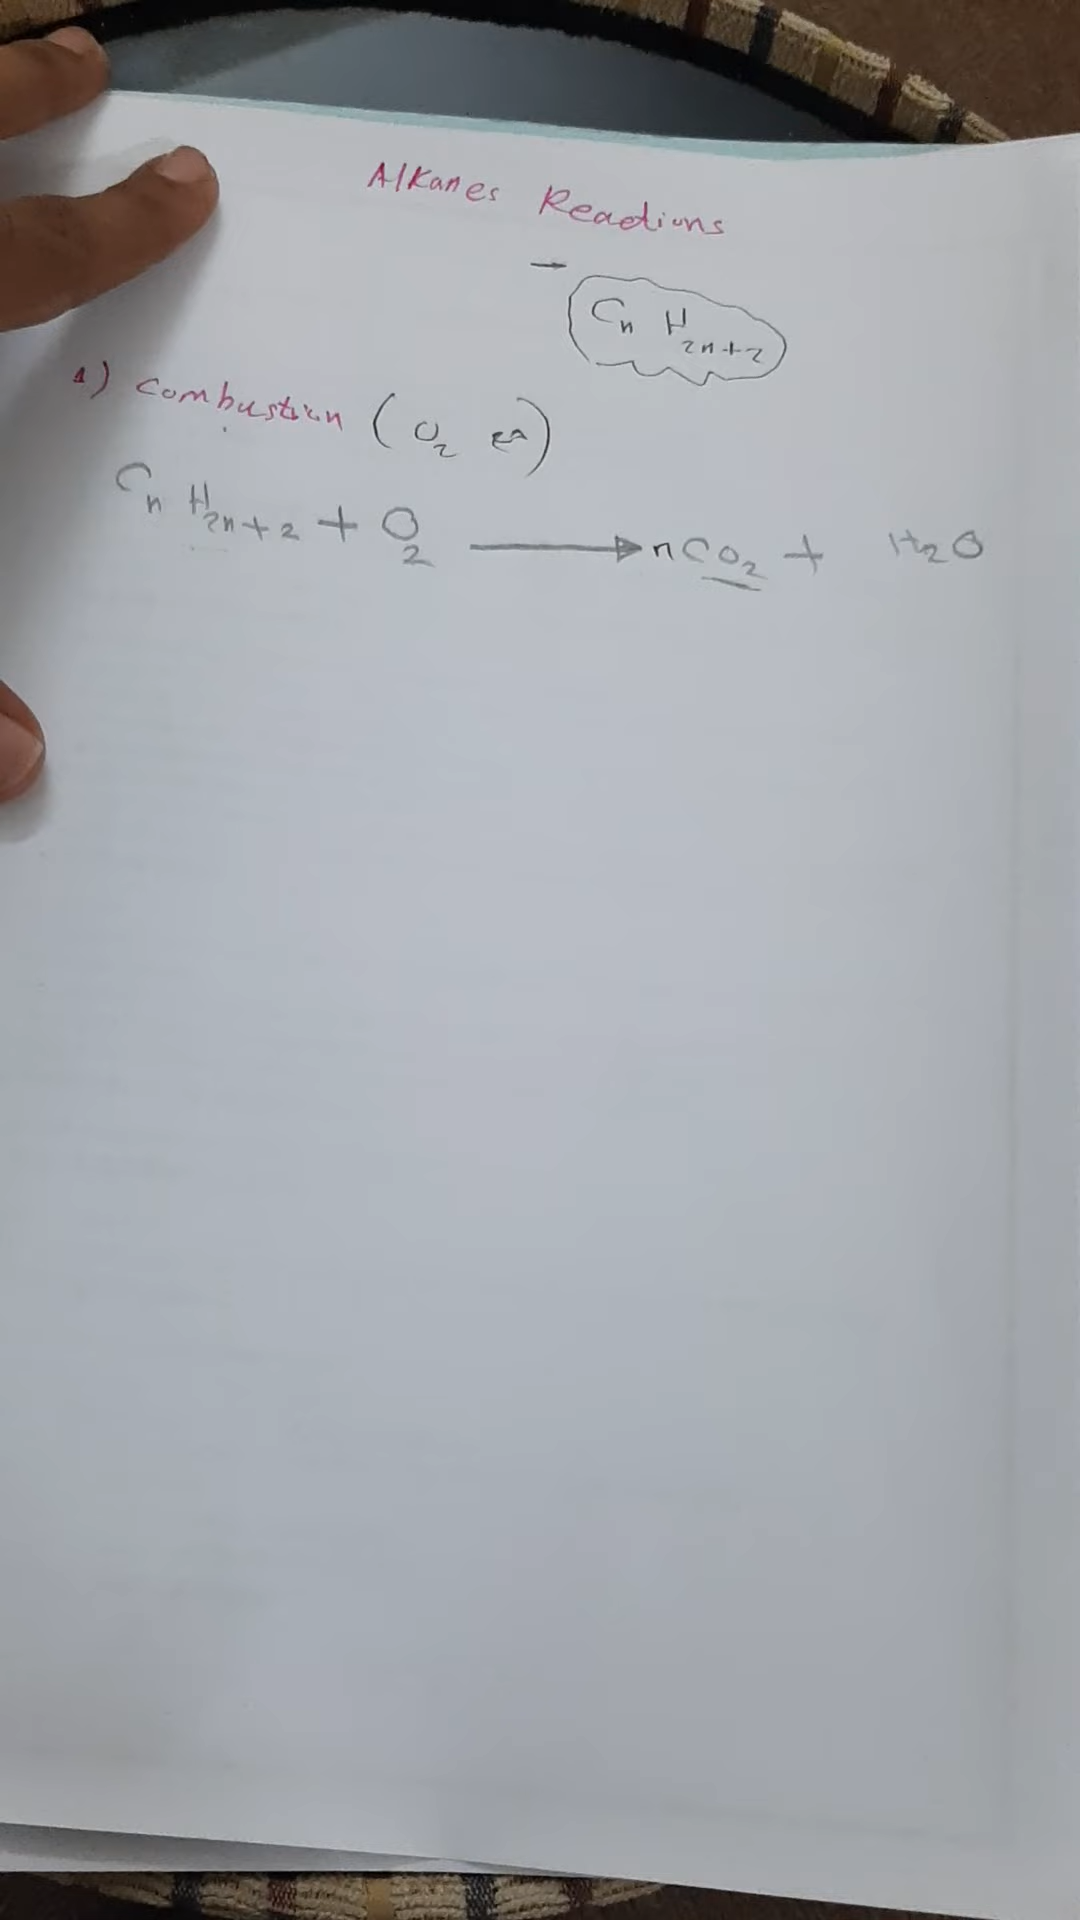 Alkanes Reactions
→ CnH2n+2
1) Combustion (O2
CnH2n+2 + O2 → nCO2 + H2O